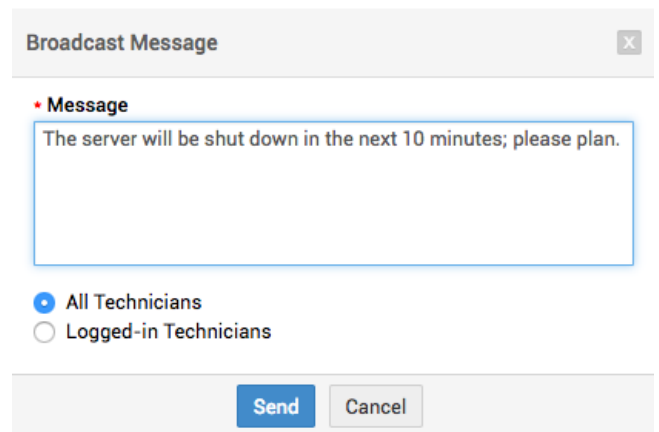 Broadcast Message
X
* Message
The server will be shut down in the next 10 minutes; please plan.
All Technicians
Logged-in Technicians
Send Cancel